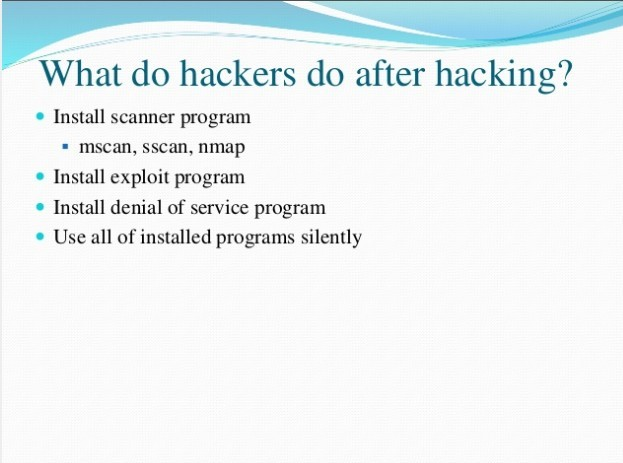 What do hackers do after hacking?
• Install scanner program
▪ mscan, sscan, nmap
• Install exploit program
• Install denial of service program
• Use all of installed programs silently